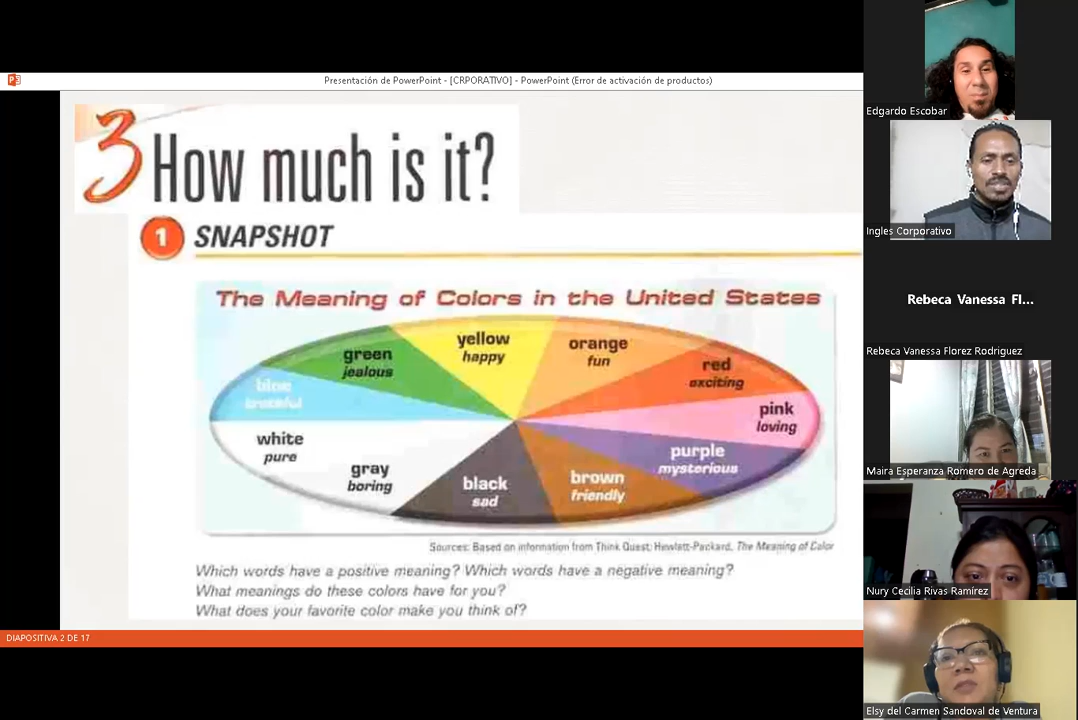 Presentación de PowerPoint - [CRPORATIVO] - PowerPoint (Error de activación de productos)
3 How much is it?
1 SNAPSHOT
The Meaning of Colors in the United States
yellow
happy
orange
fun
green
jealous
red
exciting
blue
pink
loving
white
pure
purple
mysterious
gray
boring
black
sad
brown
friendly
Sources: Based on information from Think Quest; Hewlett-Packard, The Meaning of Color
Which words have a positive meaning? Which words have a negative meaning?
What meanings do these colors have for you?
What does your favorite color make you think of?
DIAPOSITIVA 2 DE 17
Edgardo Escobar
Ingles Corporativo
Rebeca Vanessa Fl...
Rebeca Vanessa Florez Rodriguez
Maira Esperanza Romero de Agreda
Nury Cecilia Rivas Ramírez
Elsy del Carmen Sandoval de Ventura